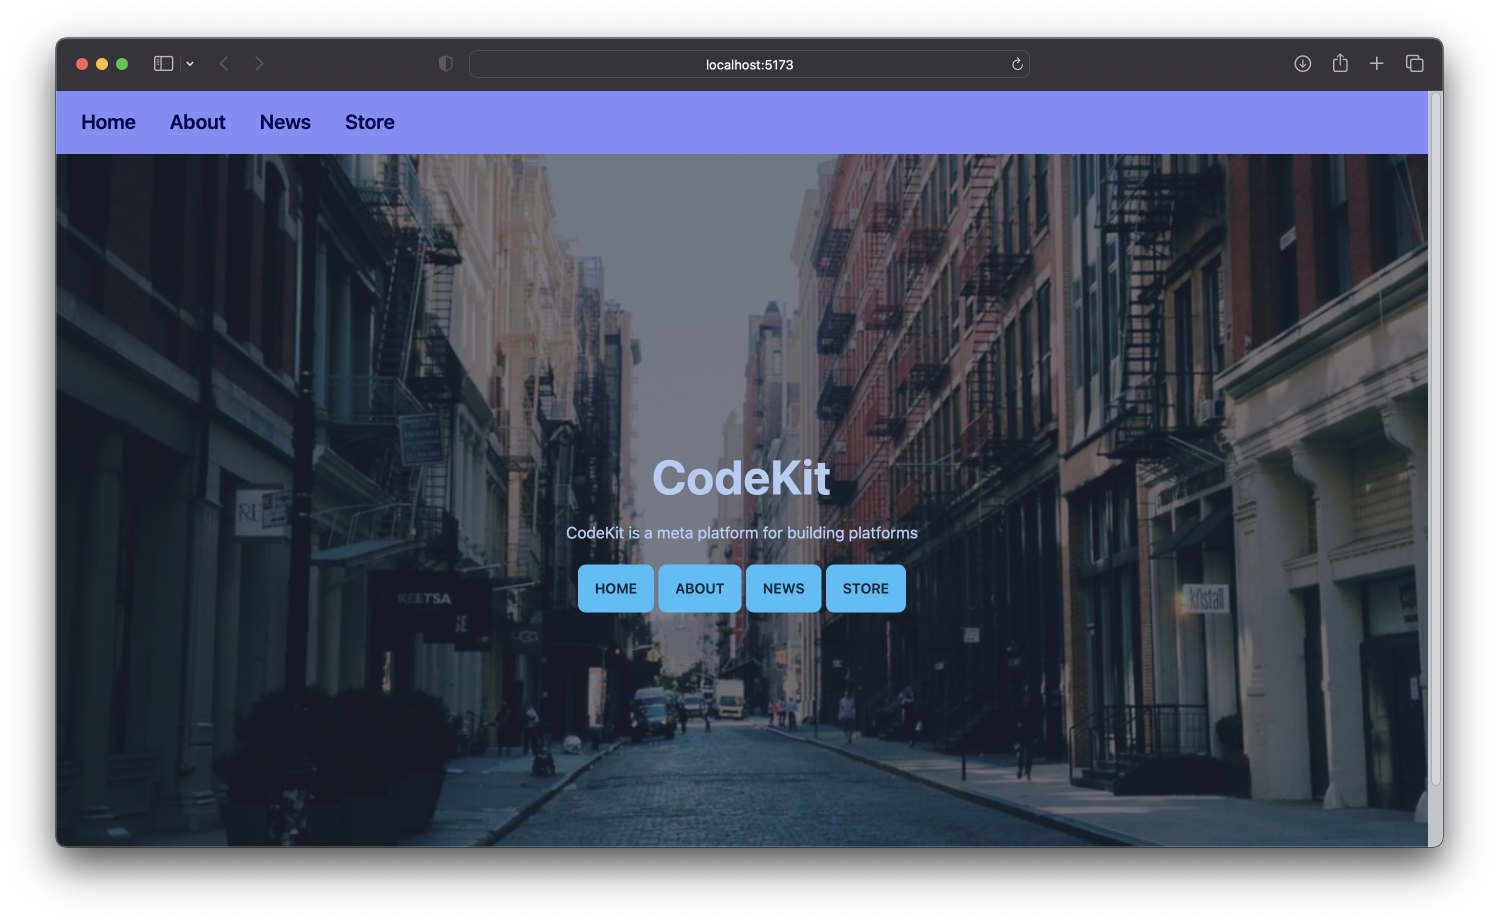 localhost:5173
Home About News Store
CodeKit
CodeKit is a meta platform for building platforms
HOME ABOUT NEWS STORE
KEETSA
UGG
kristall